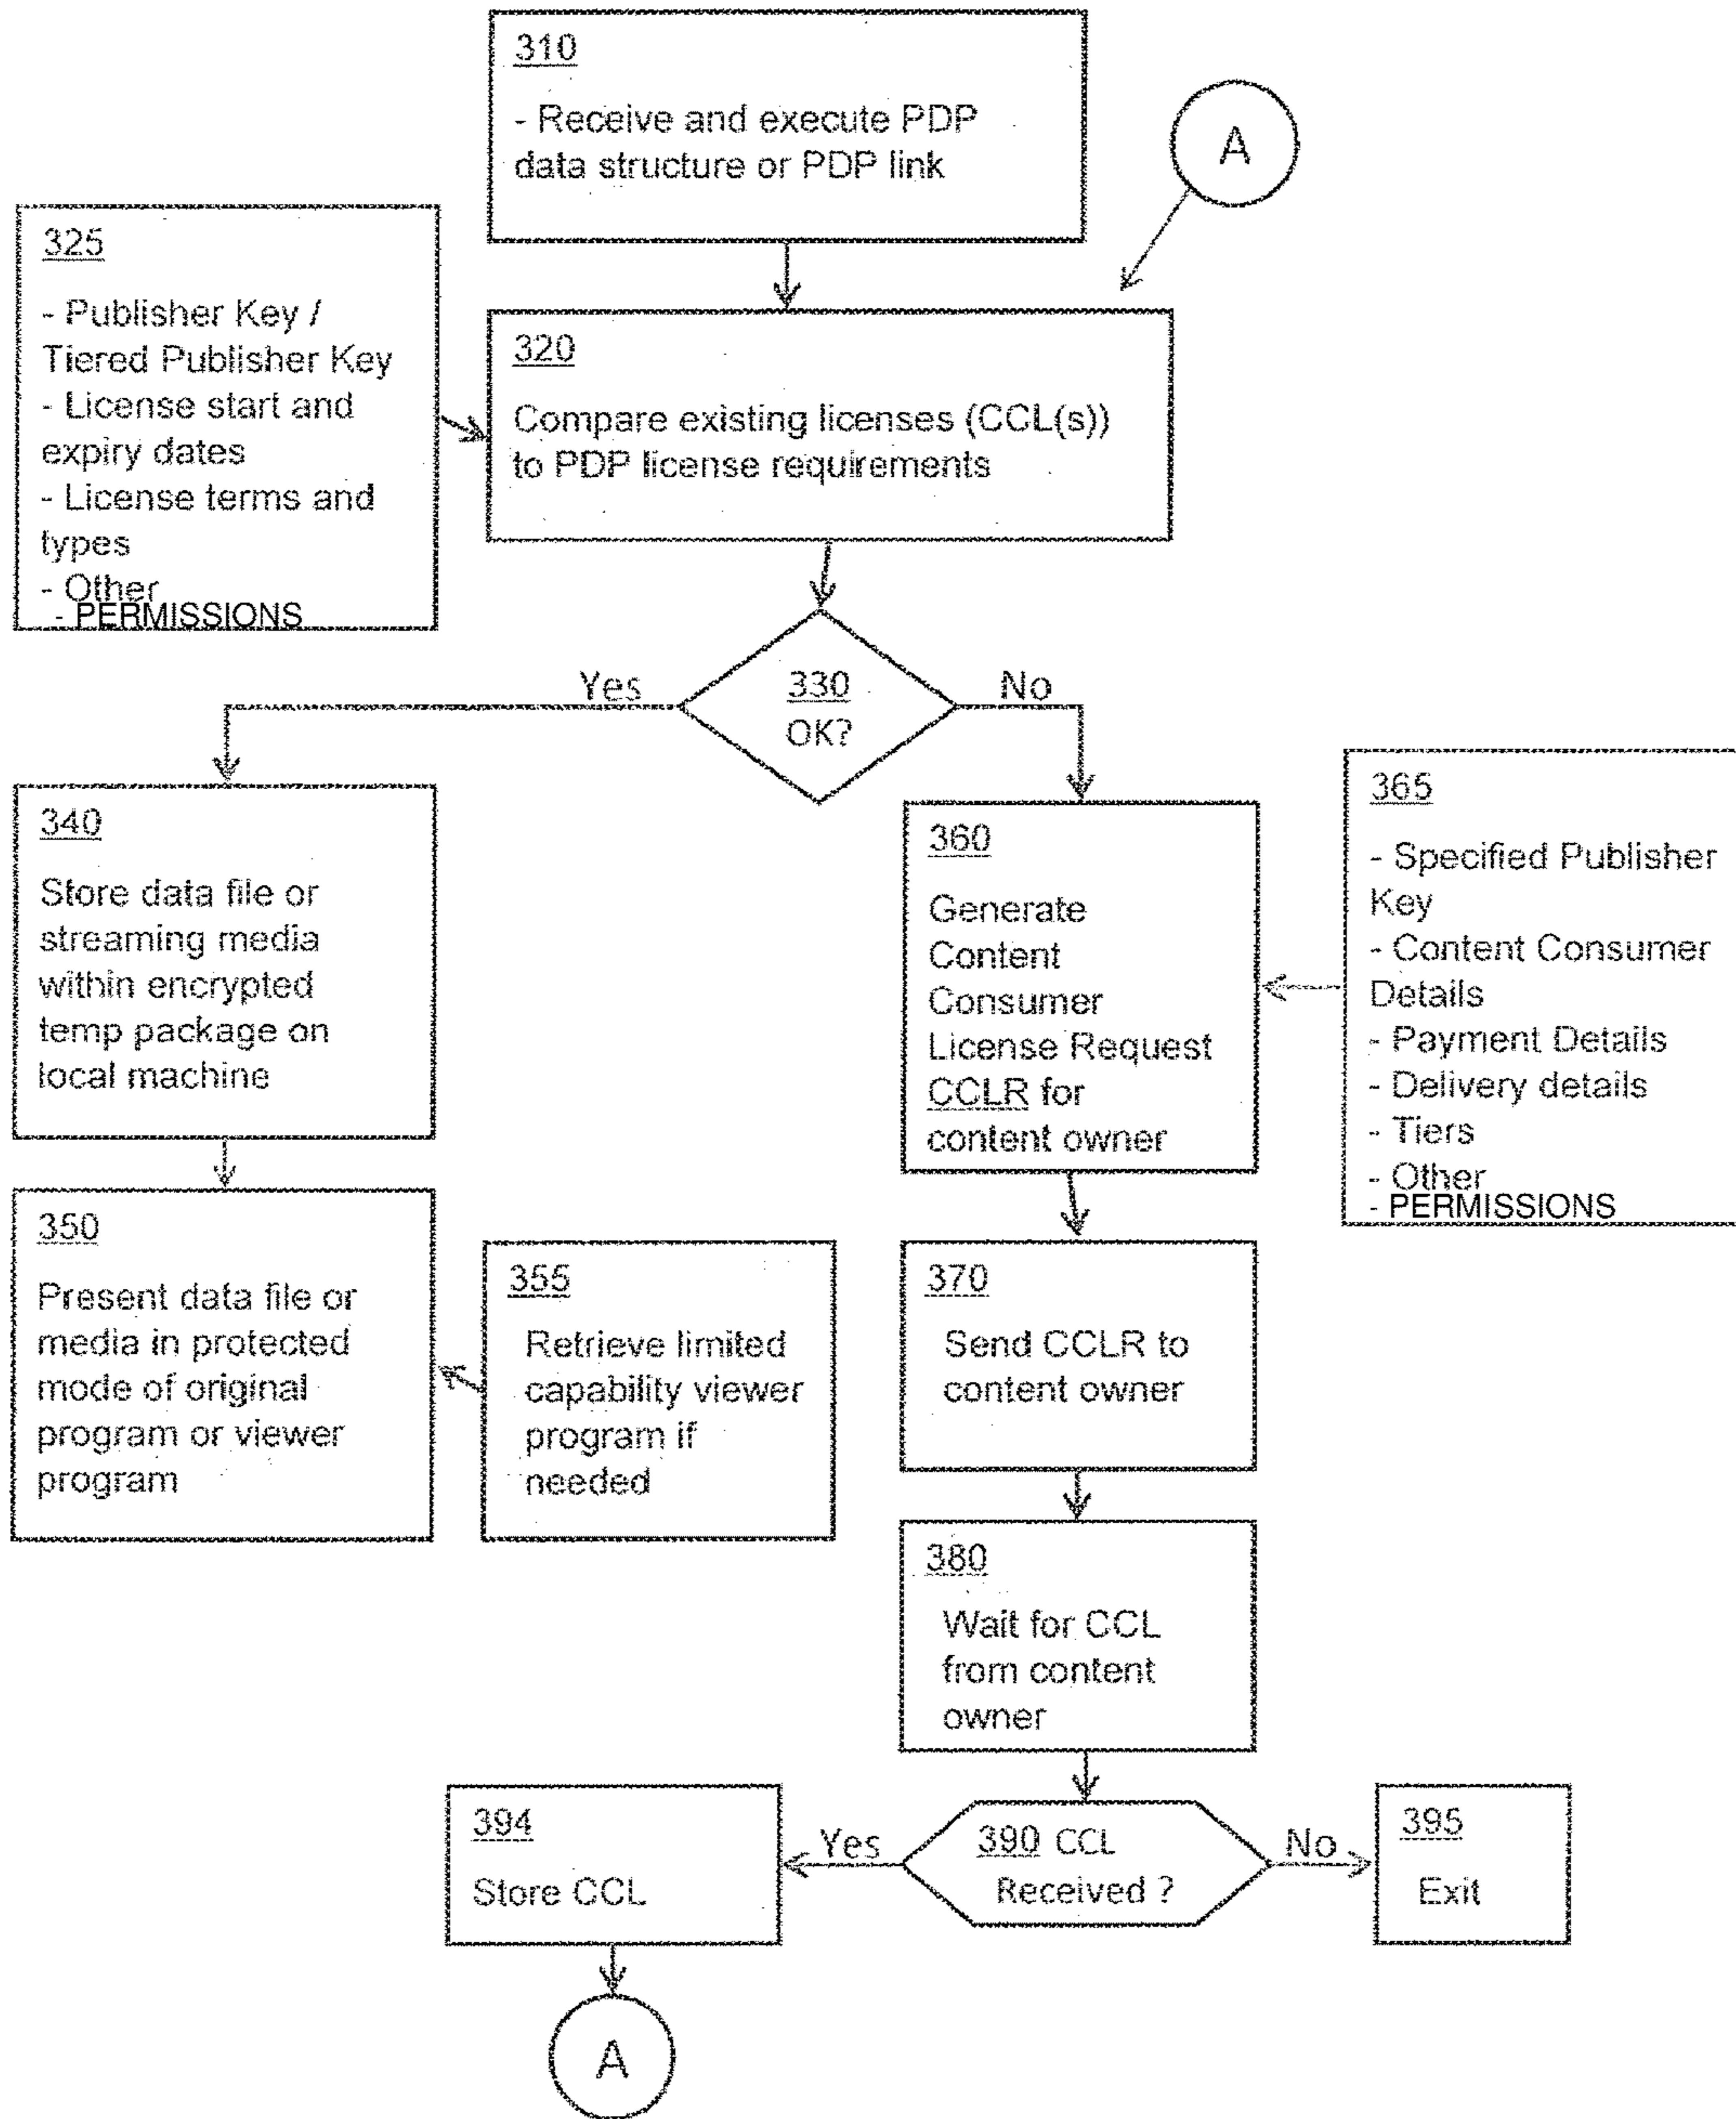 310
- Receive and execute PDP
data structure or PDP link
A
325
- Publisher Key /
Tiered Publisher Key
- License start and
expiry dates
- License terms and
types
- Other
- PERMISSIONS
320
Compare existing licenses (CCL(s))
to PDP license requirements
Yes
330
OK?
No
340
Store data file or
streaming media
within encrypted
temp package on
local machine
360
Generate
Content
Consumer
License Request
CCLR for
content owner
365
- Specified Publisher
Key
- Content Consumer
Details
- Payment Details
- Delivery details
- Tiers
- Other
- PERMISSIONS
350
Present data file or
media in protected
mode of original
program or viewer
program
355
Retrieve limited
capability viewer
program if
needed
370
Send CCLR to
content owner
380
Wait for CCL
from content
owner
394
Store CCL
Yes
390 CCL
Received ?
No
395
Exit
A